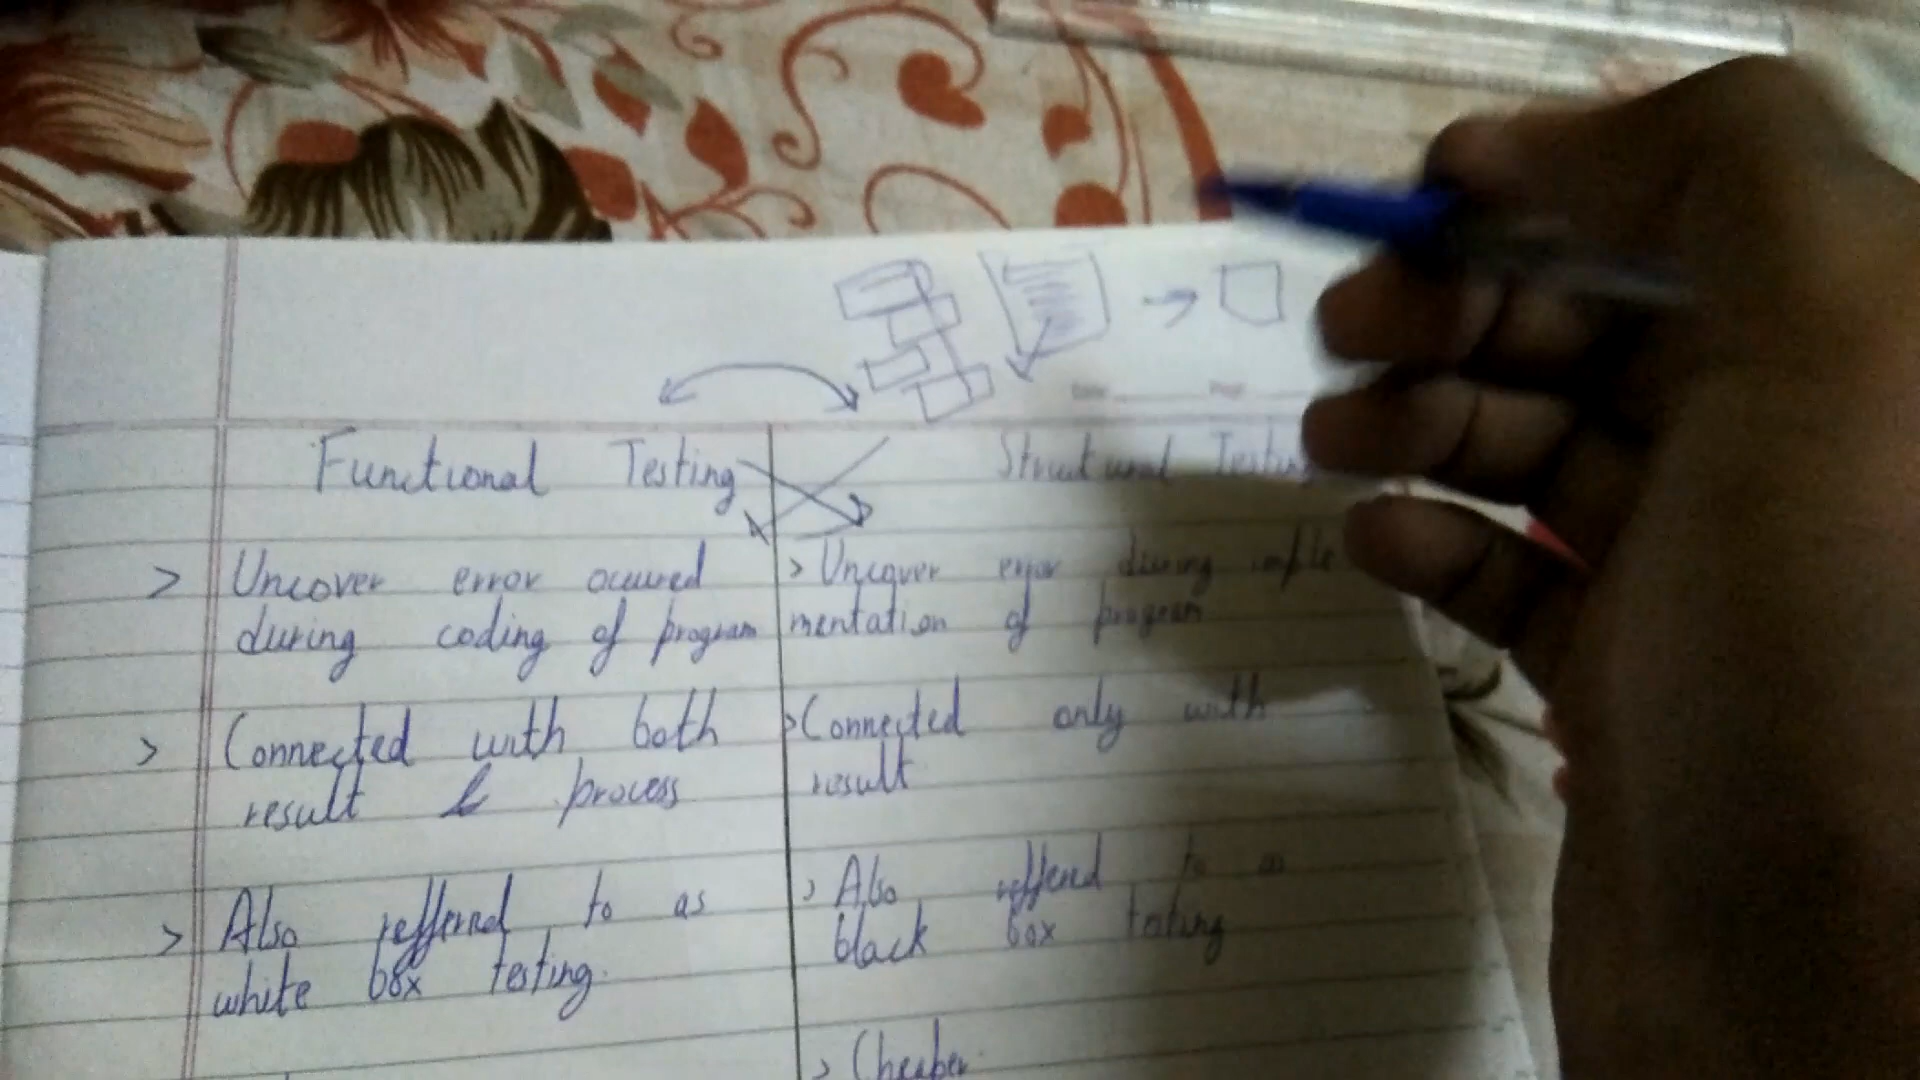 Functional Testing
Structural Testing
> Uncover error occured
during coding of program
> Connected with both
result & process
> Also reffered to as
white box testing.
> Uncover error during imple
mentation of program
> Connected only with
result
> Also reffered to as
black box testing
> Cheaper